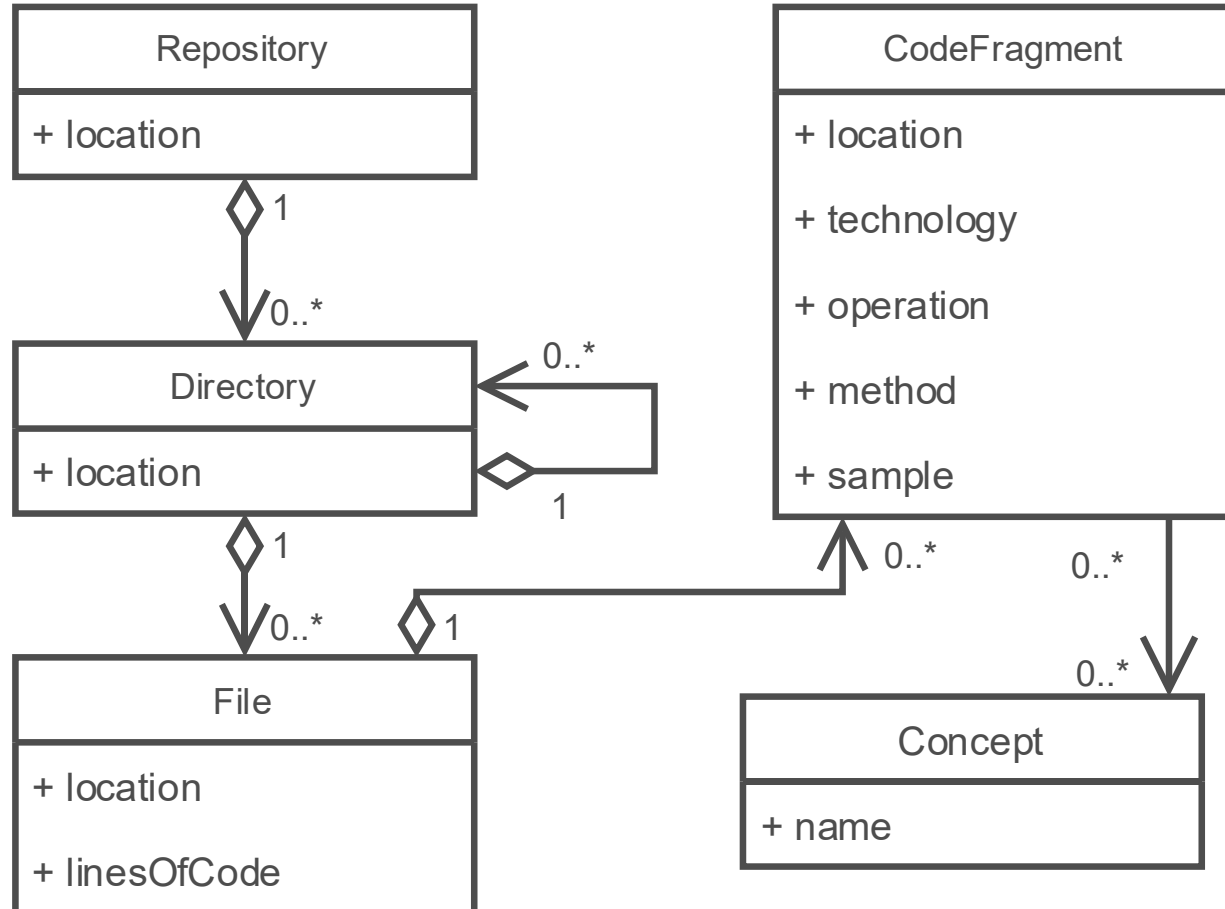 Repository
+ location
1
0..*
Directory
+ location
0..*
1
1
0..*
File
+ location
+ linesOfCode
1
0..*
CodeFragment
+ location
+ technology
+ operation
+ method
+ sample
0..*
0..*
Concept
+ name